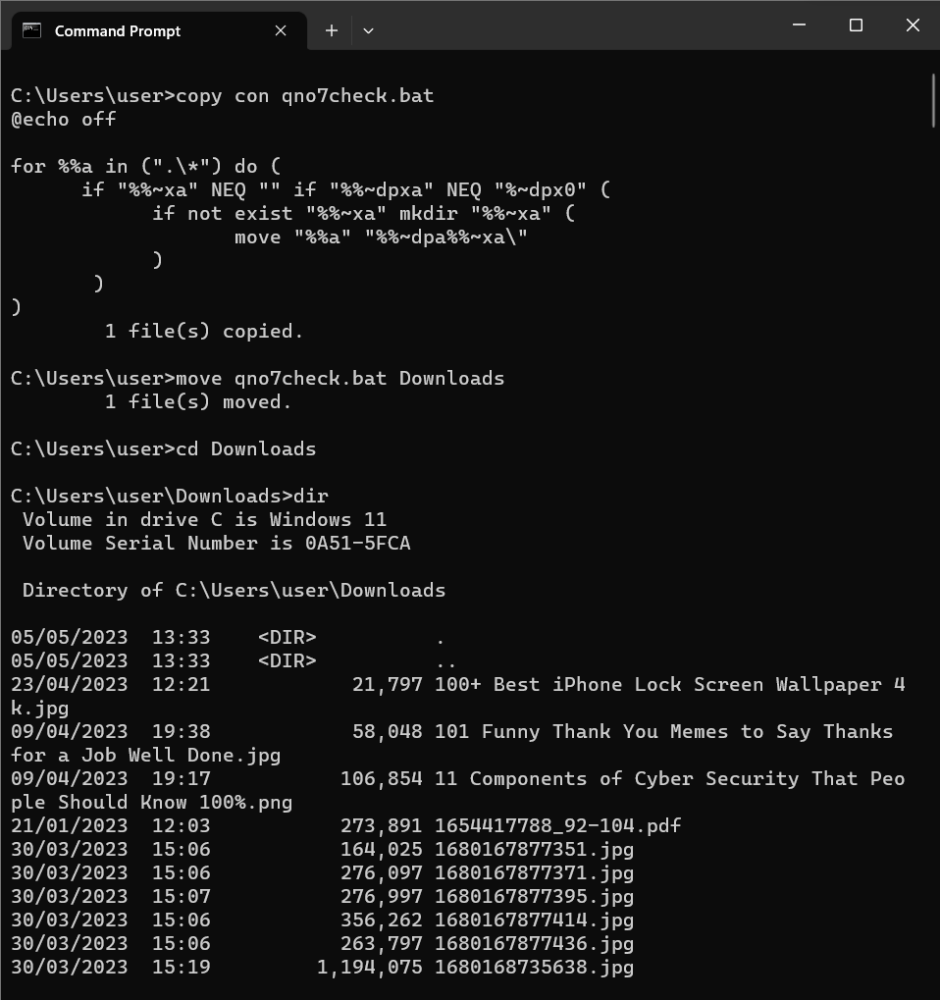 Command Prompt
C:\Users\user>copy con qno7check.bat
@echo off
for %%a in (".\*") do (
if "%%~xa" NEQ "" if "%%~dpxa" NEQ "%~dpx0" (
if not exist "%%~xa" mkdir "%%~xa" (
move "%%a" "%%~dpa%%~xa\"
)
)
)
1 file(s) copied.
C:\Users\user>move qno7check.bat Downloads
1 file(s) moved.
C:\Users\user>cd Downloads
C:\Users\user\Downloads>dir
Volume in drive C is Windows 11
Volume Serial Number is 0A51-5FCA
Directory of C:\Users\user\Downloads
05/05/2023  13:33    <DIR>          .
05/05/2023  13:33    <DIR>          ..
23/04/2023  12:21            21,797 100+ Best iPhone Lock Screen Wallpaper 4
k.jpg
09/04/2023  19:38            58,048 101 Funny Thank You Memes to Say Thanks
for a Job Well Done.jpg
09/04/2023  19:17           106,854 11 Components of Cyber Security That Peo
ple Should Know 100%.png
21/01/2023  12:03           273,891 1654417788_92-104.pdf
30/03/2023  15:06           164,025 1680167877351.jpg
30/03/2023  15:06           276,097 1680167877371.jpg
30/03/2023  15:07           276,997 1680167877395.jpg
30/03/2023  15:06           356,262 1680167877414.jpg
30/03/2023  15:06           263,797 1680167877436.jpg
30/03/2023  15:19         1,194,075 1680168735638.jpg